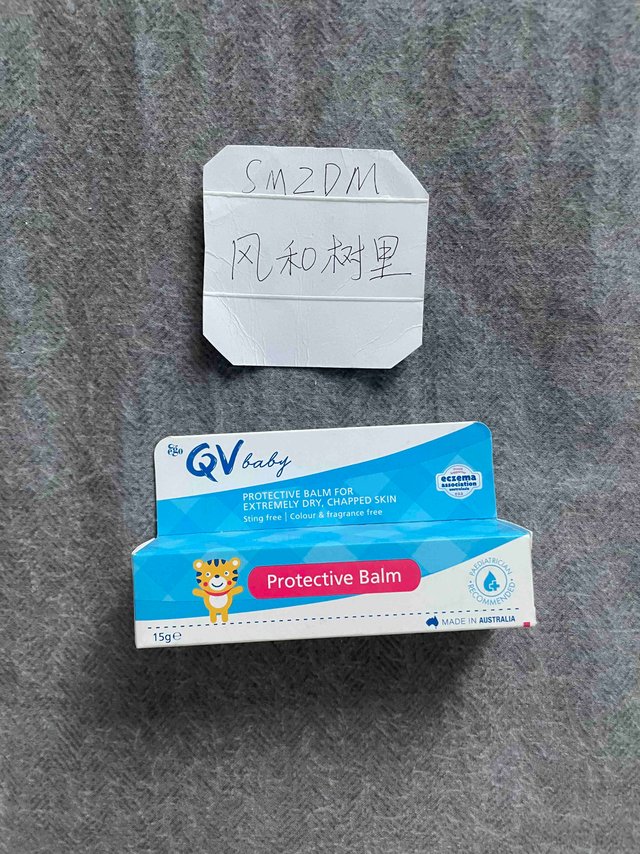 SMZDM
风和树里
ego
QV baby
PROTECTIVE BALM FOR
EXTREMELY DRY, CHAPPED SKIN
Sting free | Colour & fragrance free
eczema
association
Protective Balm
PAEDIATRICIAN
RECOMMENDED
15g℮
MADE IN AUSTRALIA